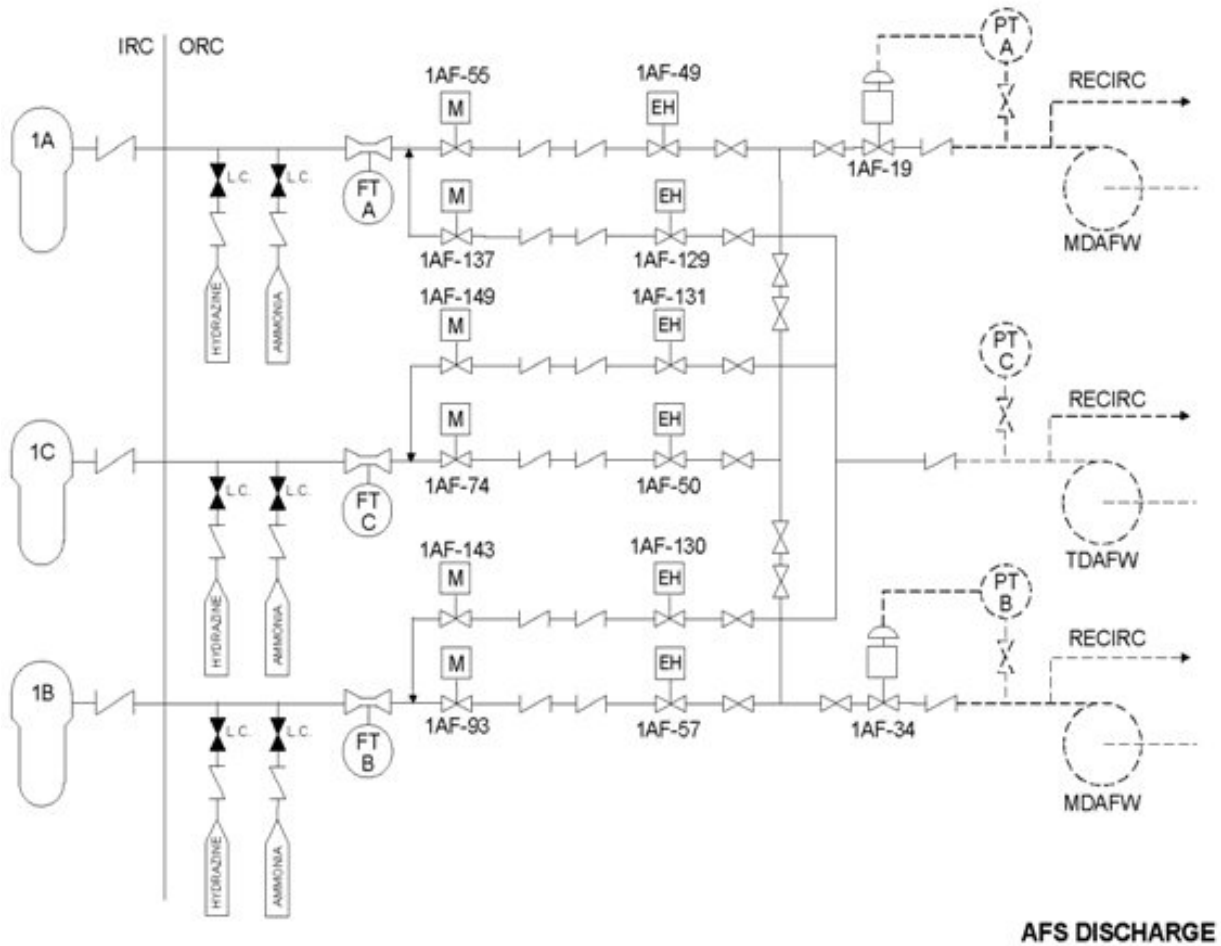 IRC
ORC
1A
L.C.
L.C.
HYDRAZINE
AMMONIA
FT
A
1AF-55
M
1AF-49
EH
M
1AF-137
EH
1AF-129
1AF-19
PT
A
RECIRC
MDAFW
1C
L.C.
L.C.
HYDRAZINE
AMMONIA
FT
C
1AF-149
M
1AF-131
EH
M
1AF-74
EH
1AF-50
PT
C
RECIRC
TDAFW
1B
L.C.
L.C.
HYDRAZINE
AMMONIA
FT
B
1AF-143
M
1AF-130
EH
M
1AF-93
EH
1AF-57
1AF-34
PT
B
RECIRC
MDAFW
AFS DISCHARGE